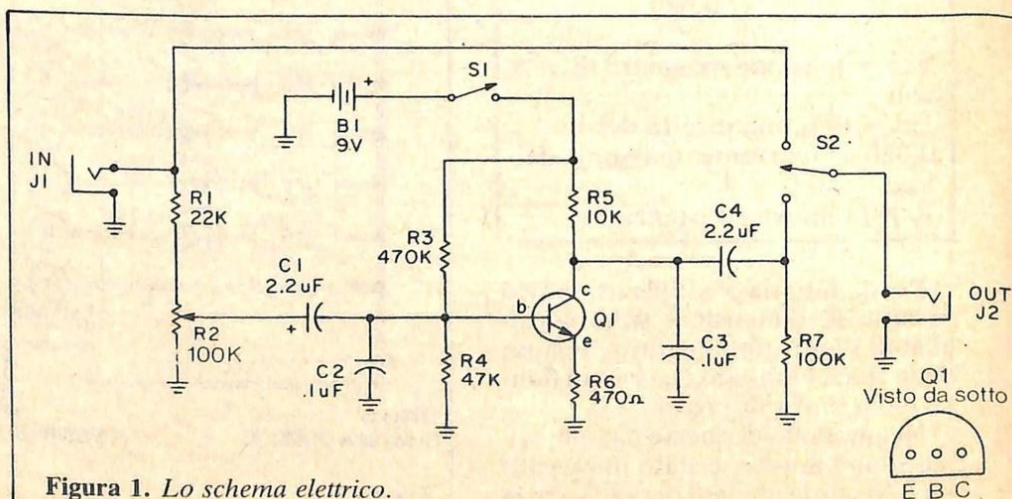 S1
+
B1
9V
S2
IN
J1
R1
22K
R5
10K
C4
2.2uF
R3
470K
C1
2.2uF
+
b
c
Q1
e
OUT
J2
R2
100K
C2
.1uF
R4
47K
C3
.1uF
R7
100K
R6
470Ω
Q1
Visto da sotto
E B C
Figura 1. Lo schema elettrico.